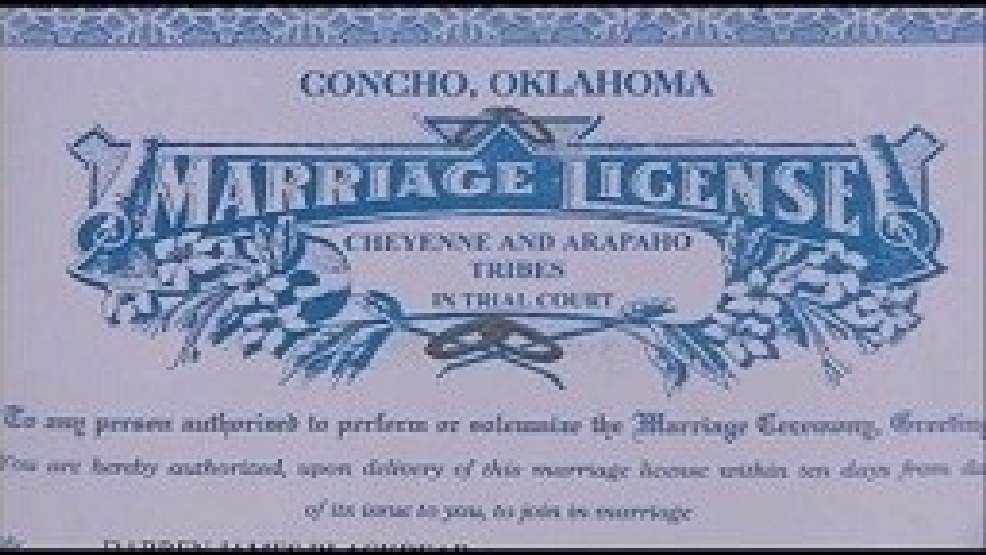 CONCHO, OKLAHOMA
MARRIAGE LICENSE
CHEYENNE AND ARAPAHO
TRIBES
IN TRIAL COURT
To any person authorized to perform or solemnize the Marriage Ceremony, Greeting
You are hereby authorized, upon delivery of this marriage license within ten days from da
of its issue to you, to join in marriage